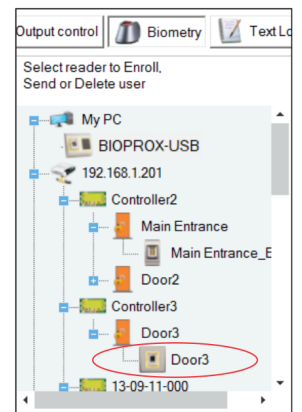 Output control Biometry Text Lo
Select reader to Enroll,
Send or Delete user
My PC
BIOPROX-USB
192.168.1.201
Controller2
Main Entrance
Main Entrance_E
Door2
Controller3
Door3
Door3
13-09-11-000